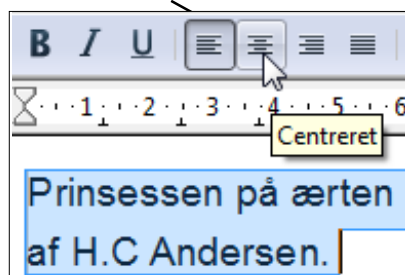 B I U
1 2 3 4 5 6
Centreret
Prinsessen på ærten
af H.C Andersen.